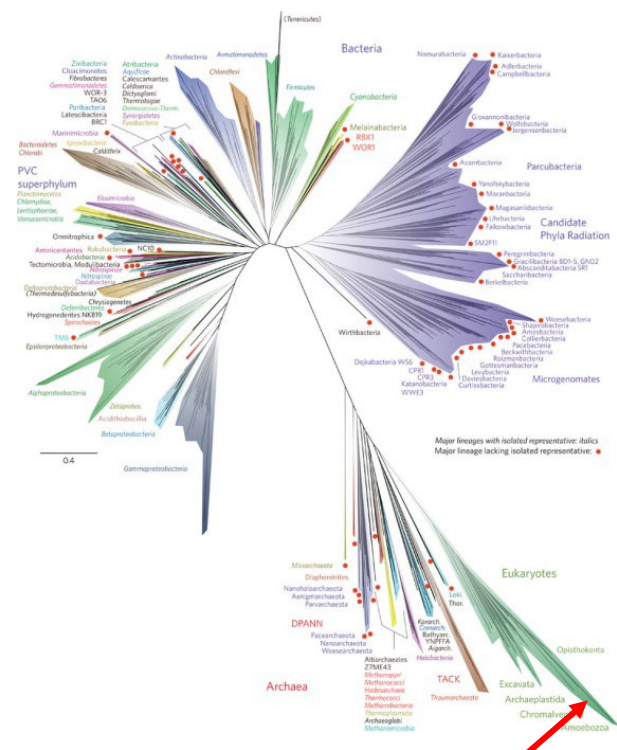 (Tenericutes)
Bacteria
Zixibacteria
Cloacimonetes
Fibrobacteres
Gemmatimonadetes
WOR-3
TA06
Poribacteria
Latescibacteria
BRC1
Atribacteria
Aquificae
Calescamantes
Caldiserica
Dictyoglomi
Thermotogae
Deinococcus-Therm.
Synergistetes
Fusobacteria
Actinobacteria
Armatimonadetes
Chloroflexi
Firmicutes
Cyanobacteria
Melainabacteria
RBX1
WOR1
Nomurabacteria
Kaiserbacteria
Adlerbacteria
Campbellbacteria
Giovannonibacteria
Wolfebacteria
Jorgensenbacteria
Azambacteria
Parcubacteria
Yanofskybacteria
Moranbacteria
Magasanikbacteria
Uhrbacteria
Falkowbacteria
Candidate
Phyla Radiation
SM2F11
Peregrinibacteria
Gracilibacteria BD1-5, GN02
Absconditabacteria SR1
Saccharibacteria
Berkelbacteria
Marinimicrobia
Bacteroidetes
Chlorobi
Ignavibacteria
Caldithrix
PVC
superphylum
Planctomycetes
Chlamydiae,
Lentisphaerae,
Verrucomicrobia
Elusimicrobia
Omnitrophica
Aminicentantes
Rokubacteria
NC10
Acidobacteria
Tectomicrobia, Modulibacteria
Nitrospinae
Nitrospirae
Dadabacteria
Deltaproteobacteria
(Thermodesulfobacteria)
Chrysiogenetes
Deferribacteres
Hydrogenedentes NKB19
Spirochaetes
TM6
Epsilonproteobacteria
Wirthbacteria
Woesebacteria
Shapirobacteria
Amesbacteria
Collierbacteria
Pacebacteria
Beckwithbacteria
Roizmanbacteria
Gottesmanbacteria
Levybacteria
Daviesbacteria
Curtissbacteria
Microgenomates
Dojkabacteria WS6
CPR1
CPR3
Katanobacteria
WWE3
Alphaproteobacteria
Zetaproteo.
Acidithiobacillia
Betaproteobacteria
Gammaproteobacteria
0.4
Major lineages with isolated representative: italics
Major lineage lacking isolated representative:
Micrarchaeota
Diapherotrites
Nanohaloarchaeota
Aenigmarchaeota
Parvarchaeota
DPANN
Pacearchaeota
Nanoarchaeota
Woesearchaeota
Archaea
Altiarchaeales
Z7ME43
Methanopyri
Methanococci
Hadesarchaea
Thermococci
Methanobacteria
Thermoplasmata
Archaeoglobi
Methanomicrobia
Halobacteria
Loki.
Thor.
Korarch.
Crenarch.
Bathyarc.
YNPFFA
Aigarch.
TACK
Thaumarchaeota
Eukaryotes
Opisthokonta
Excavata
Archaeplastida
Amoebozoa